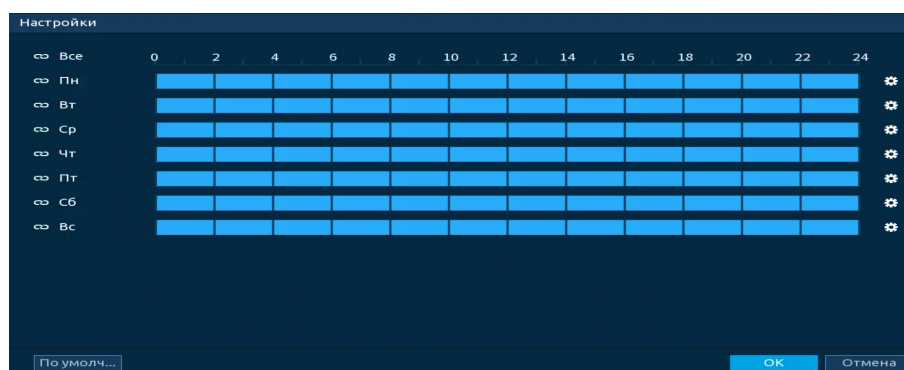 Настройки
Все 0 2 4 6 8 10 12 14 16 18 20 22 24
Пн
Вт
Ср
Чт
Пт
Сб
Вс
По умолч... OK Отмена